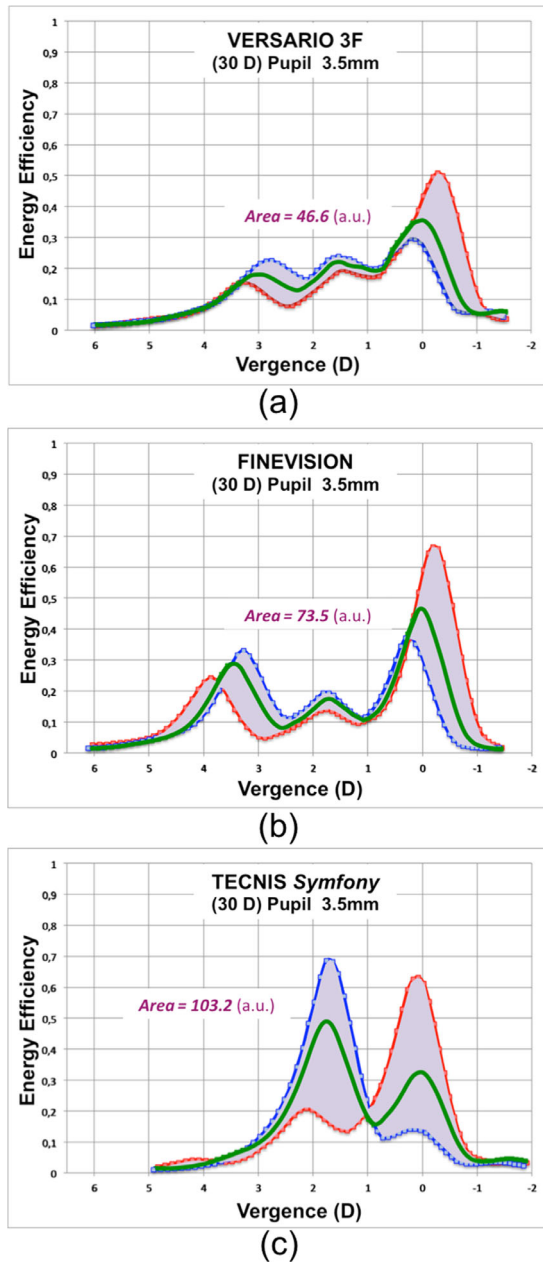 VERSARIO 3F
(30 D) Pupil 3.5mm
Energy Efficiency
1
0,9
0,8
0,7
0,6
0,5
0,4
0,3
0,2
0,1
0
Area = 46.6 (a.u.)
6 5 4 3 2 1 0 -1 -2
Vergence (D)
(a)
FINEVISION
(30 D) Pupil 3.5mm
Energy Efficiency
1
0,9
0,8
0,7
0,6
0,5
0,4
0,3
0,2
0,1
0
Area = 73.5 (a.u.)
6 5 4 3 2 1 0 -1 -2
Vergence (D)
(b)
TECNIS Symfony
(30 D) Pupil 3.5mm
Energy Efficiency
1
0,9
0,8
0,7
0,6
0,5
0,4
0,3
0,2
0,1
0
Area = 103.2 (a.u.)
6 5 4 3 2 1 0 -1 -2
Vergence (D)
(c)